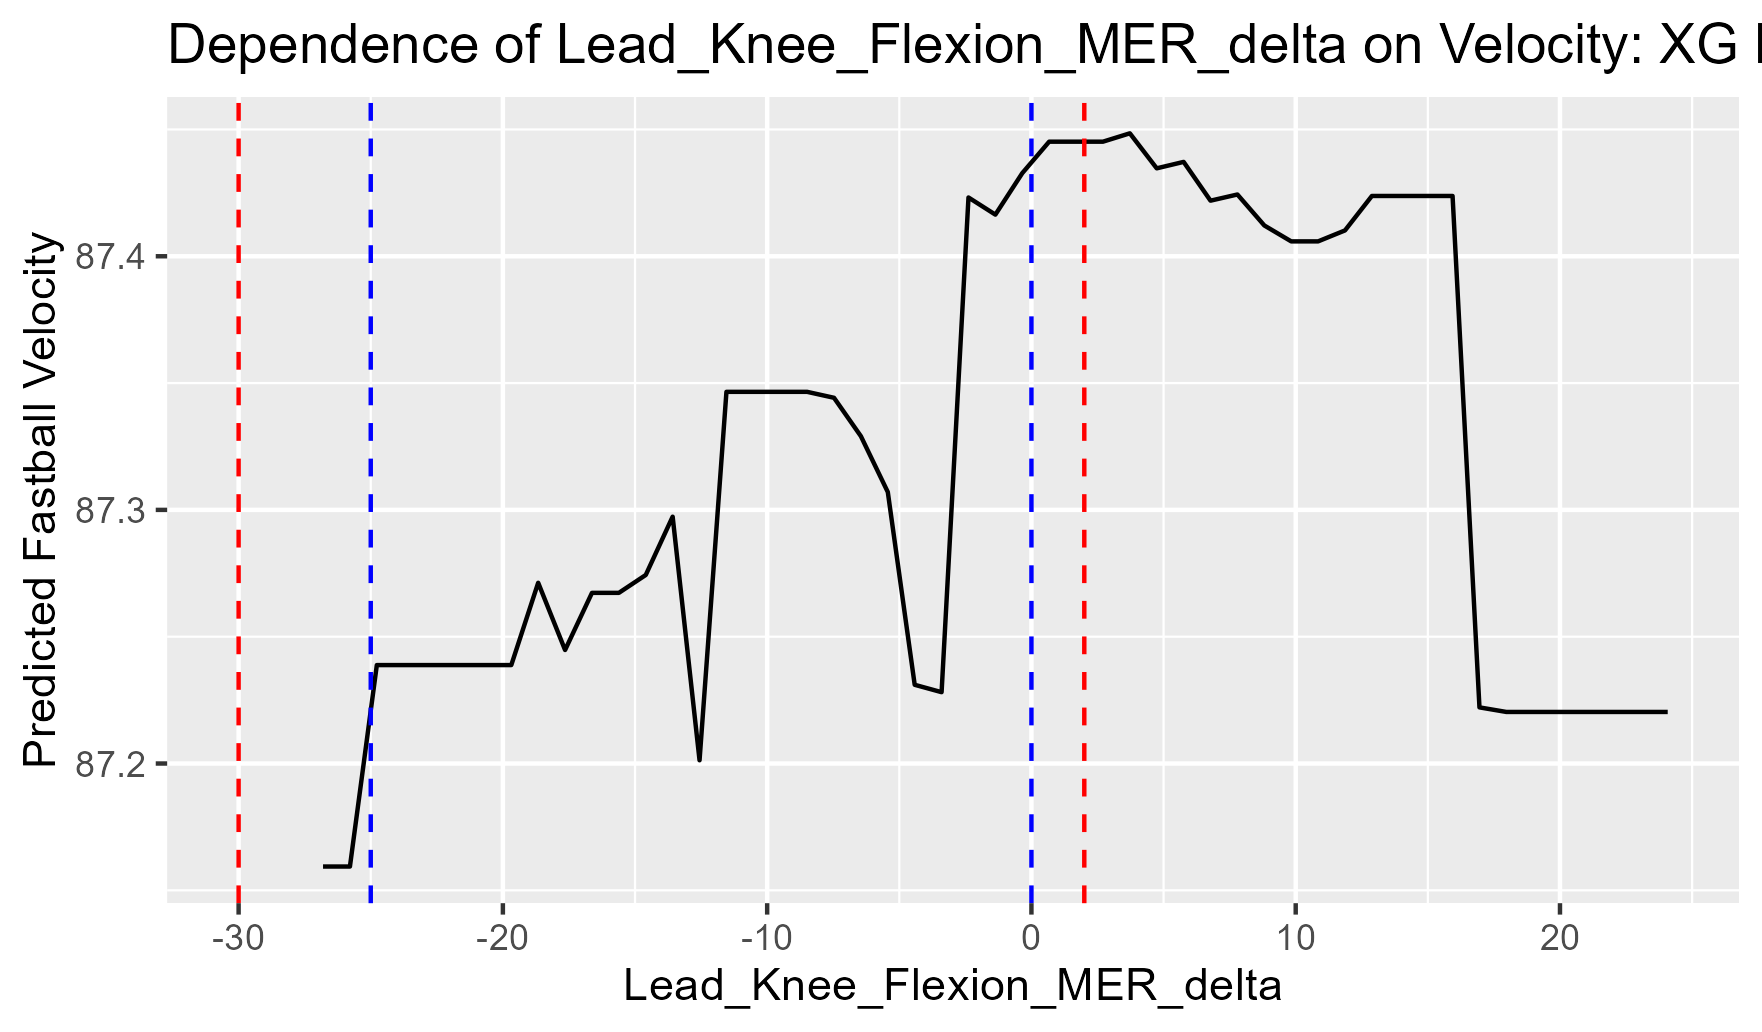 Dependence of Lead_Knee_Flexion_MER_delta on Velocity: XG
Predicted Fastball Velocity
87.4
87.3
87.2
-30 -20 -10 0 10 20
Lead_Knee_Flexion_MER_delta